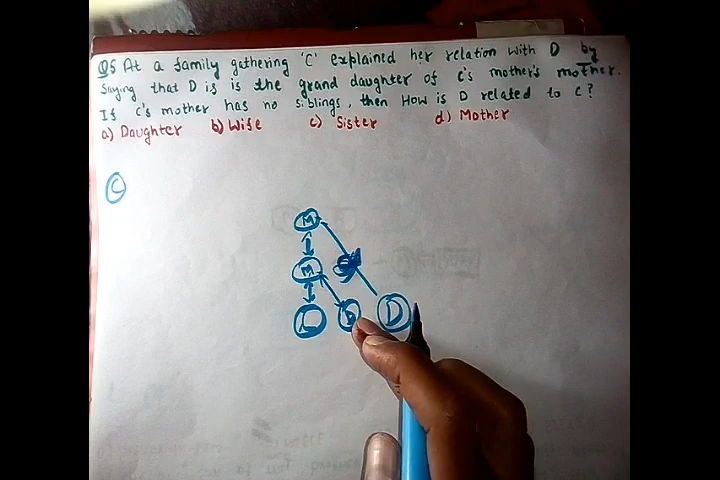 Q5 At a family gathering 'C' explained her relation with D by
saying that D is is the grand daughter of C's mother's mother.
If C's mother has no siblings, then How is D related to C?
a) Daughter b) Wife c) Sister d) Mother
C
M
M
C D D